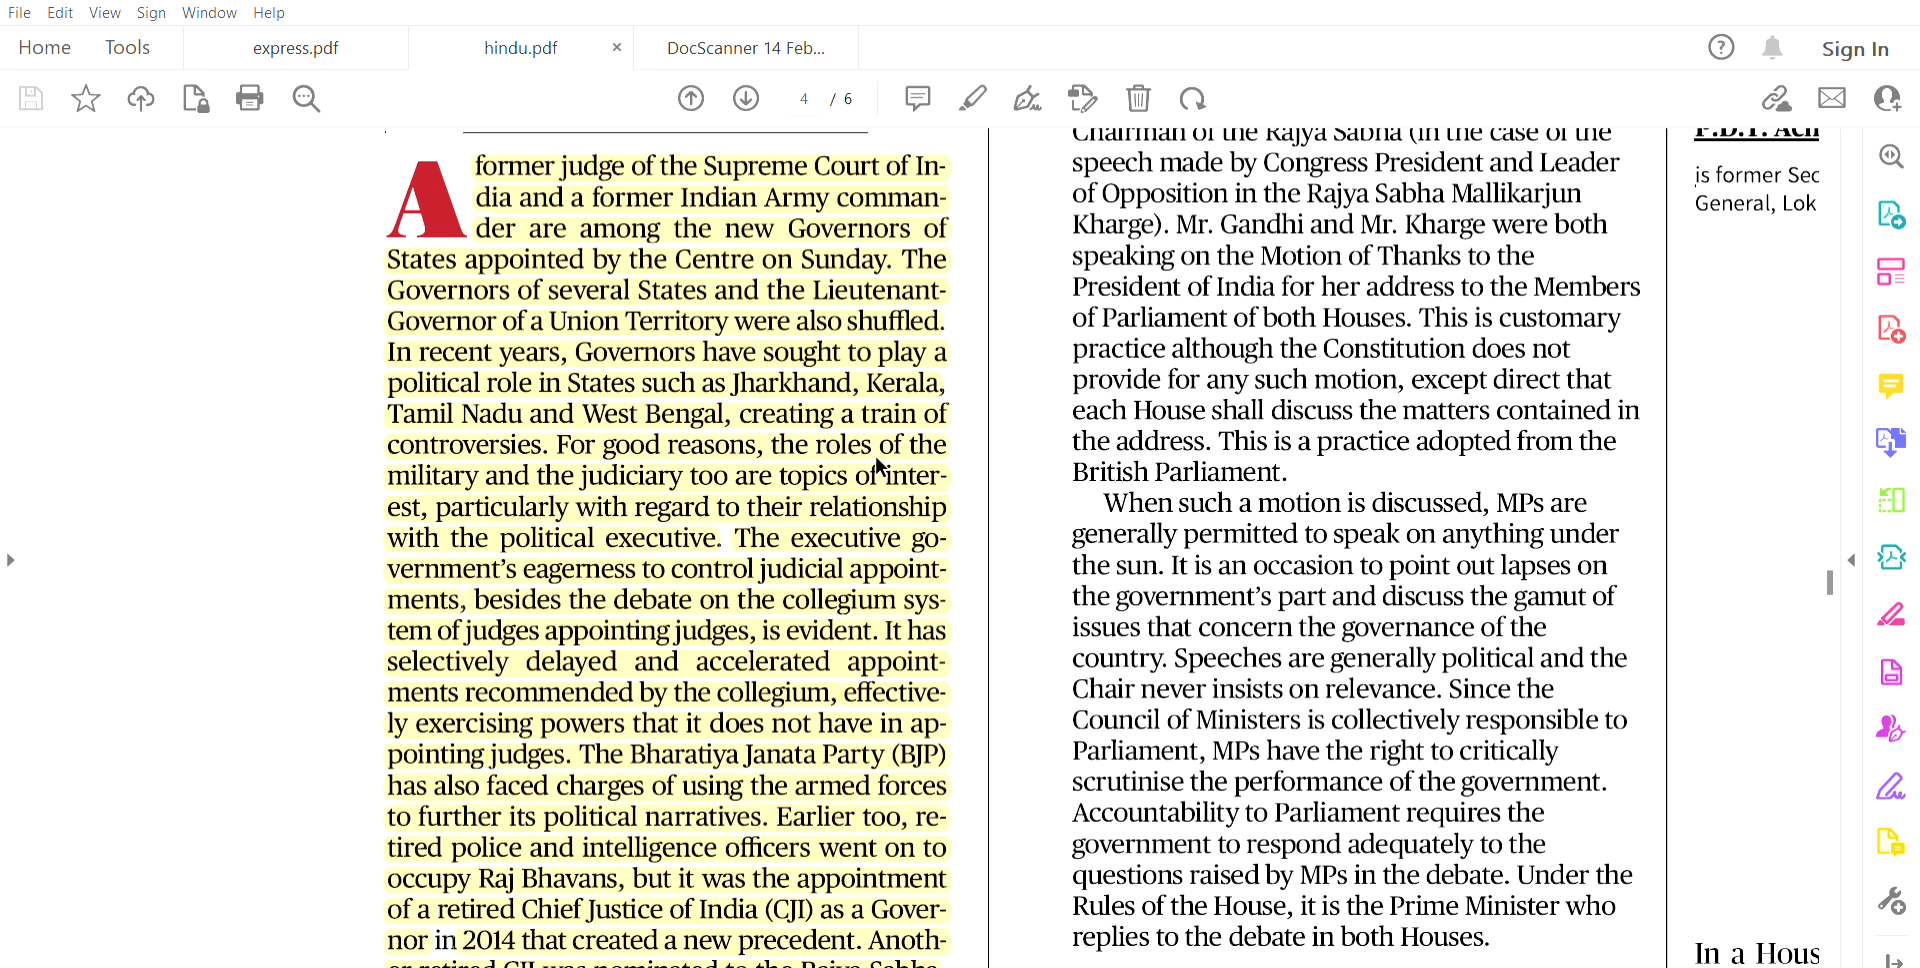 File Edit View Sign Window Help
Home Tools express.pdf hindu.pdf × DocScanner 14 Feb... ? Sign In
4 / 6
A former judge of the Supreme Court of In-
dia and a former Indian Army comman-
der are among the new Governors of
States appointed by the Centre on Sunday. The
Governors of several States and the Lieutenant-
Governor of a Union Territory were also shuffled.
In recent years, Governors have sought to play a
political role in States such as Jharkhand, Kerala,
Tamil Nadu and West Bengal, creating a train of
controversies. For good reasons, the roles of the
military and the judiciary too are topics of inter-
est, particularly with regard to their relationship
with the political executive. The executive go-
vernment's eagerness to control judicial appoint-
ments, besides the debate on the collegium sys-
tem of judges appointing judges, is evident. It has
selectively delayed and accelerated appoint-
ments recommended by the collegium, effective-
ly exercising powers that it does not have in ap-
pointing judges. The Bharatiya Janata Party (BJP)
has also faced charges of using the armed forces
to further its political narratives. Earlier too, re-
tired police and intelligence officers went on to
occupy Raj Bhavans, but it was the appointment
of a retired Chief Justice of India (CJI) as a Gover-
nor in 2014 that created a new precedent. Anoth-
er retired CJI was nominated to the Rajya Sabha
Chairman of the Rajya Sabha (in the case of the
speech made by Congress President and Leader
of Opposition in the Rajya Sabha Mallikarjun
Kharge). Mr. Gandhi and Mr. Kharge were both
speaking on the Motion of Thanks to the
President of India for her address to the Members
of Parliament of both Houses. This is customary
practice although the Constitution does not
provide for any such motion, except direct that
each House shall discuss the matters contained in
the address. This is a practice adopted from the
British Parliament.
When such a motion is discussed, MPs are
generally permitted to speak on anything under
the sun. It is an occasion to point out lapses on
the government's part and discuss the gamut of
issues that concern the governance of the
country. Speeches are generally political and the
Chair never insists on relevance. Since the
Council of Ministers is collectively responsible to
Parliament, MPs have the right to critically
scrutinise the performance of the government.
Accountability to Parliament requires the
government to respond adequately to the
questions raised by MPs in the debate. Under the
Rules of the House, it is the Prime Minister who
replies to the debate in both Houses.
P.D.T. Ach
is former Sec
General, Lok
In a Hous